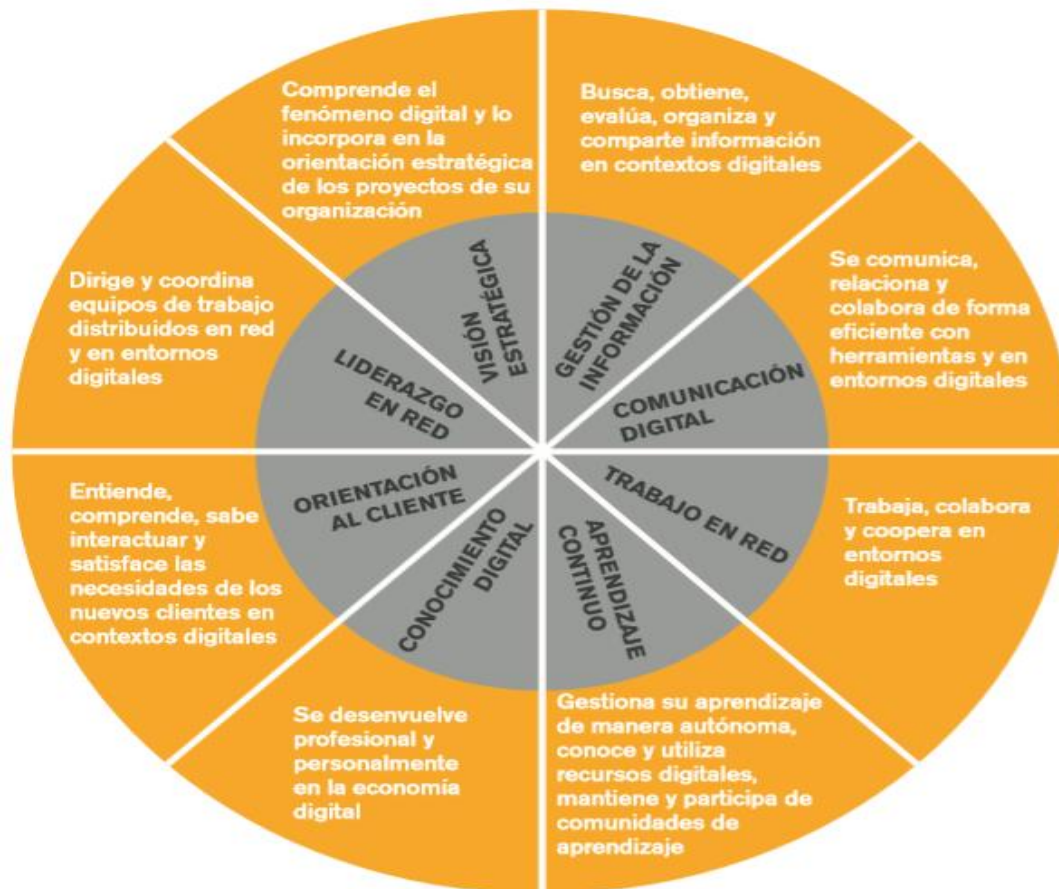 Comprende el
fenómeno digital y lo
incorpora en la
orientación estratégica
de los proyectos de su
organización
VISIÓN
ESTRATÉGICA
Busca, obtiene,
evalúa, organiza y
comparte información
en contextos digitales
GESTIÓN DE LA
INFORMACIÓN
Se comunica,
relaciona y
colabora de forma
eficiente con
herramientas y en
entornos digitales
COMUNICACIÓN
DIGITAL
Trabaja, colabora
y coopera en
entornos
digitales
TRABAJO EN RED
Gestiona su aprendizaje
de manera autónoma,
conoce y utiliza
recursos digitales,
mantiene y participa de
comunidades de
aprendizaje
APRENDIZAJE
CONTINUO
Se desenvuelve
profesional y
personalmente
en la economía
digital
CONOCIMIENTO
DIGITAL
Entiende,
comprende, sabe
interactuar y
satisface las
necesidades de los
nuevos clientes en
contextos digitales
ORIENTACIÓN
AL CLIENTE
Dirige y coordina
equipos de trabajo
distribuidos en red
y en entornos
digitales
LIDERAZGO
EN RED